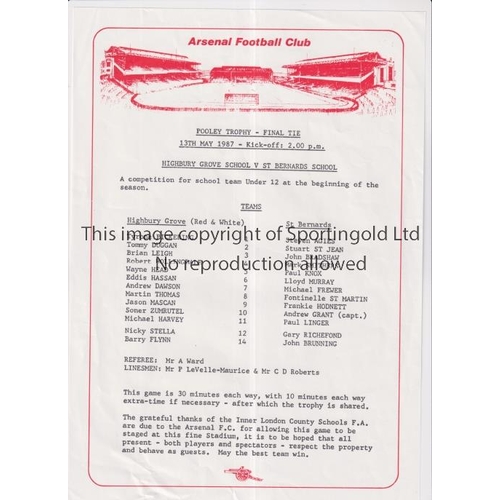 Arsenal Football Club
POOLEY TROPHY - FINAL TIE
13TH MAY 1987 - Kick-off: 2.00 p.m.
HIGHBURY GROVE SCHOOL V ST BERNARDS SCHOOL
A competition for school team Under 12 at the beginning of the
season.
TEAMS
Highbury Grove (Red & White) St Bernards
This image is copyright of Sportingold Ltd
Tommy DUGGAN 2 Stuart ST JEAN
Brian LEIGH 3 John BRADSHAW
Robert 4
No reproduction allowed
Wayne HEAD 5 Paul KNOX
Eddie HASSAN 6 Lloyd MURRAY
Andrew DAWSON 7 Michael FREWER
Martin THOMAS 8 Fontinelle ST MARTIN
Jason MASCAN 9 Frankie HODNETT
Somer ZUMRUTEL 10 Andrew GRANT (capt.)
Michael HARVEY 11 Paul LINGER
Nicky STELLA 12 Gary RICHEFOND
Barry FLYNN 14 John BRUNNING
REFEREE: Mr A Ward
LINESMEN: Mr P LeVelle-Maurice & Mr C D Roberts
This game is 30 minutes each way, with 10 minutes each way
extra-time if necessary - after which the trophy is shared.
The grateful thanks of the Inner London County Schools F.A.
are due to the Arsenal F.C. for allowing this game to be
staged at this fine Stadium, it is to be hoped that all
present - both players and spectators - respect the property
and behave as guests. May the best team win.